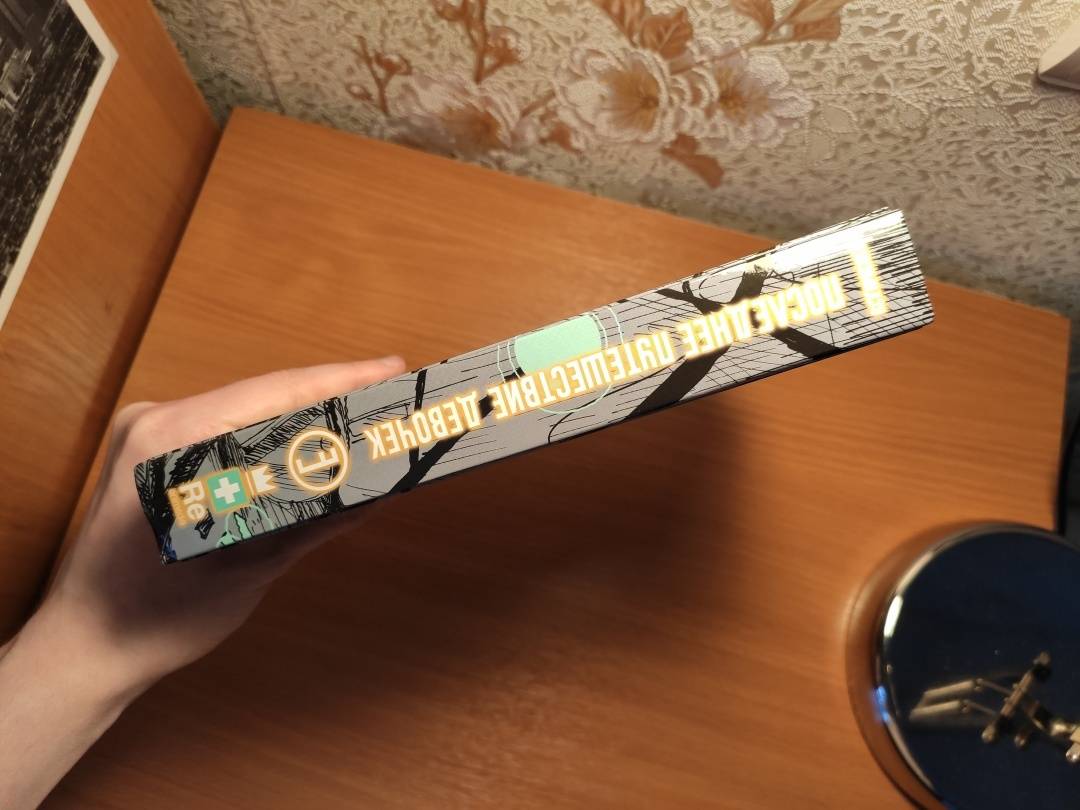 ПОСЛЕДНЕЕ ПУТЕШЕСТВИЕ ДЕВОЧЕК
Re